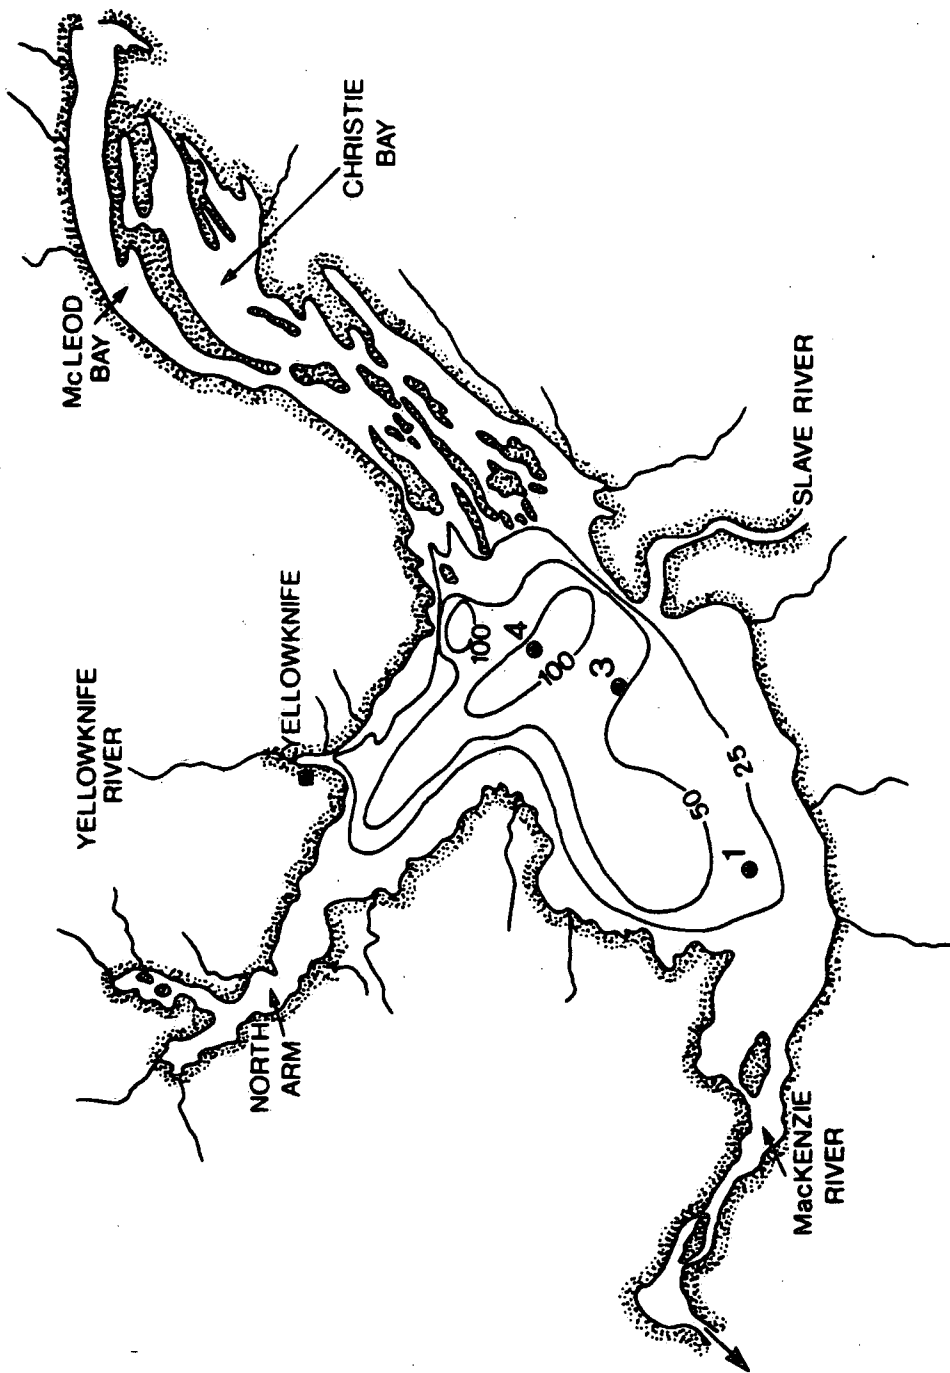 YELLOWKNIFE
RIVER
YELLOWKNIFE
McLEOD
BAY
CHRISTIE
BAY
NORTH
ARM
100
4
100
3
50
25
1
SLAVE RIVER
MacKENZIE
RIVER